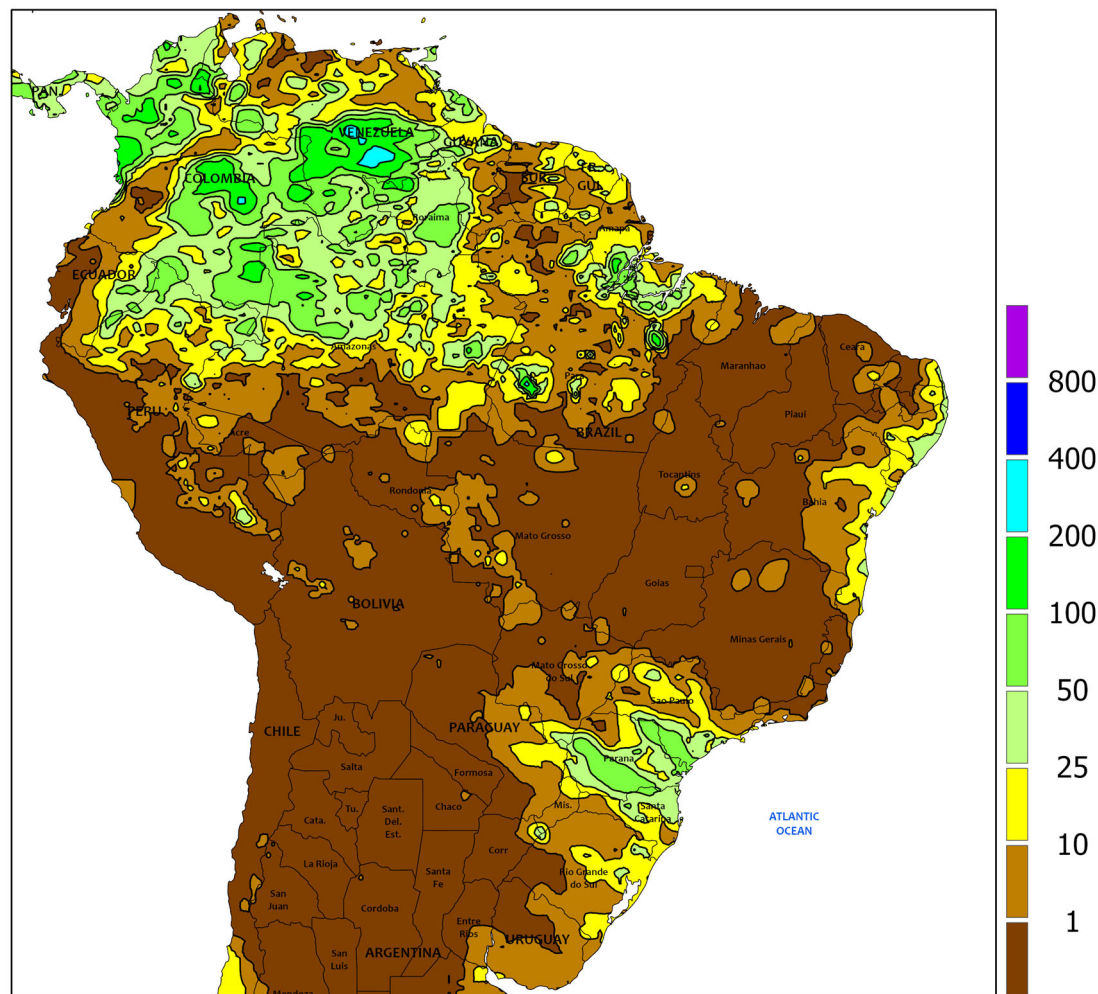 PAN.
VENEZUELA
GUYANA
COLOMBIA
SUR.
FR.
GUI.
Roraima
Amapa
ECUADOR
Amazonas
Para
Maranhao
Ceara
Piaui
PERU
Acre
BRAZIL
Tocantins
Rondonia
Bahia
Mato Grosso
Goias
BOLIVIA
Minas Gerais
Mato Grosso
do Sul
Sao Paulo
CHILE
Ju.
PARAGUAY
Salta
Formosa
Parana
Tu.
Sant.
Del.
Est.
Chaco
Mis.
Santa
Catarina
Cata.
ATLANTIC
OCEAN
La Rioja
Corr
Santa
Fe
Rio Grande
do Sul
San
Juan
Cordoba
Entre
Rios
URUGUAY
San
Luis
ARGENTINA
Mendoza
800
400
200
100
50
25
10
1